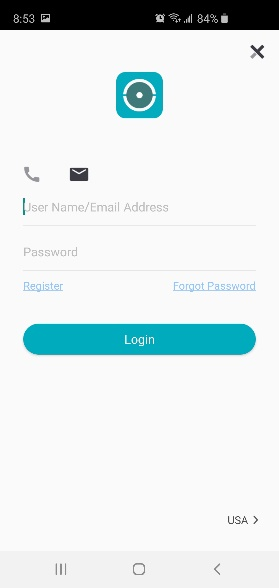 8:53 84%
User Name/Email Address
Password
Register Forgot Password
Login
USA